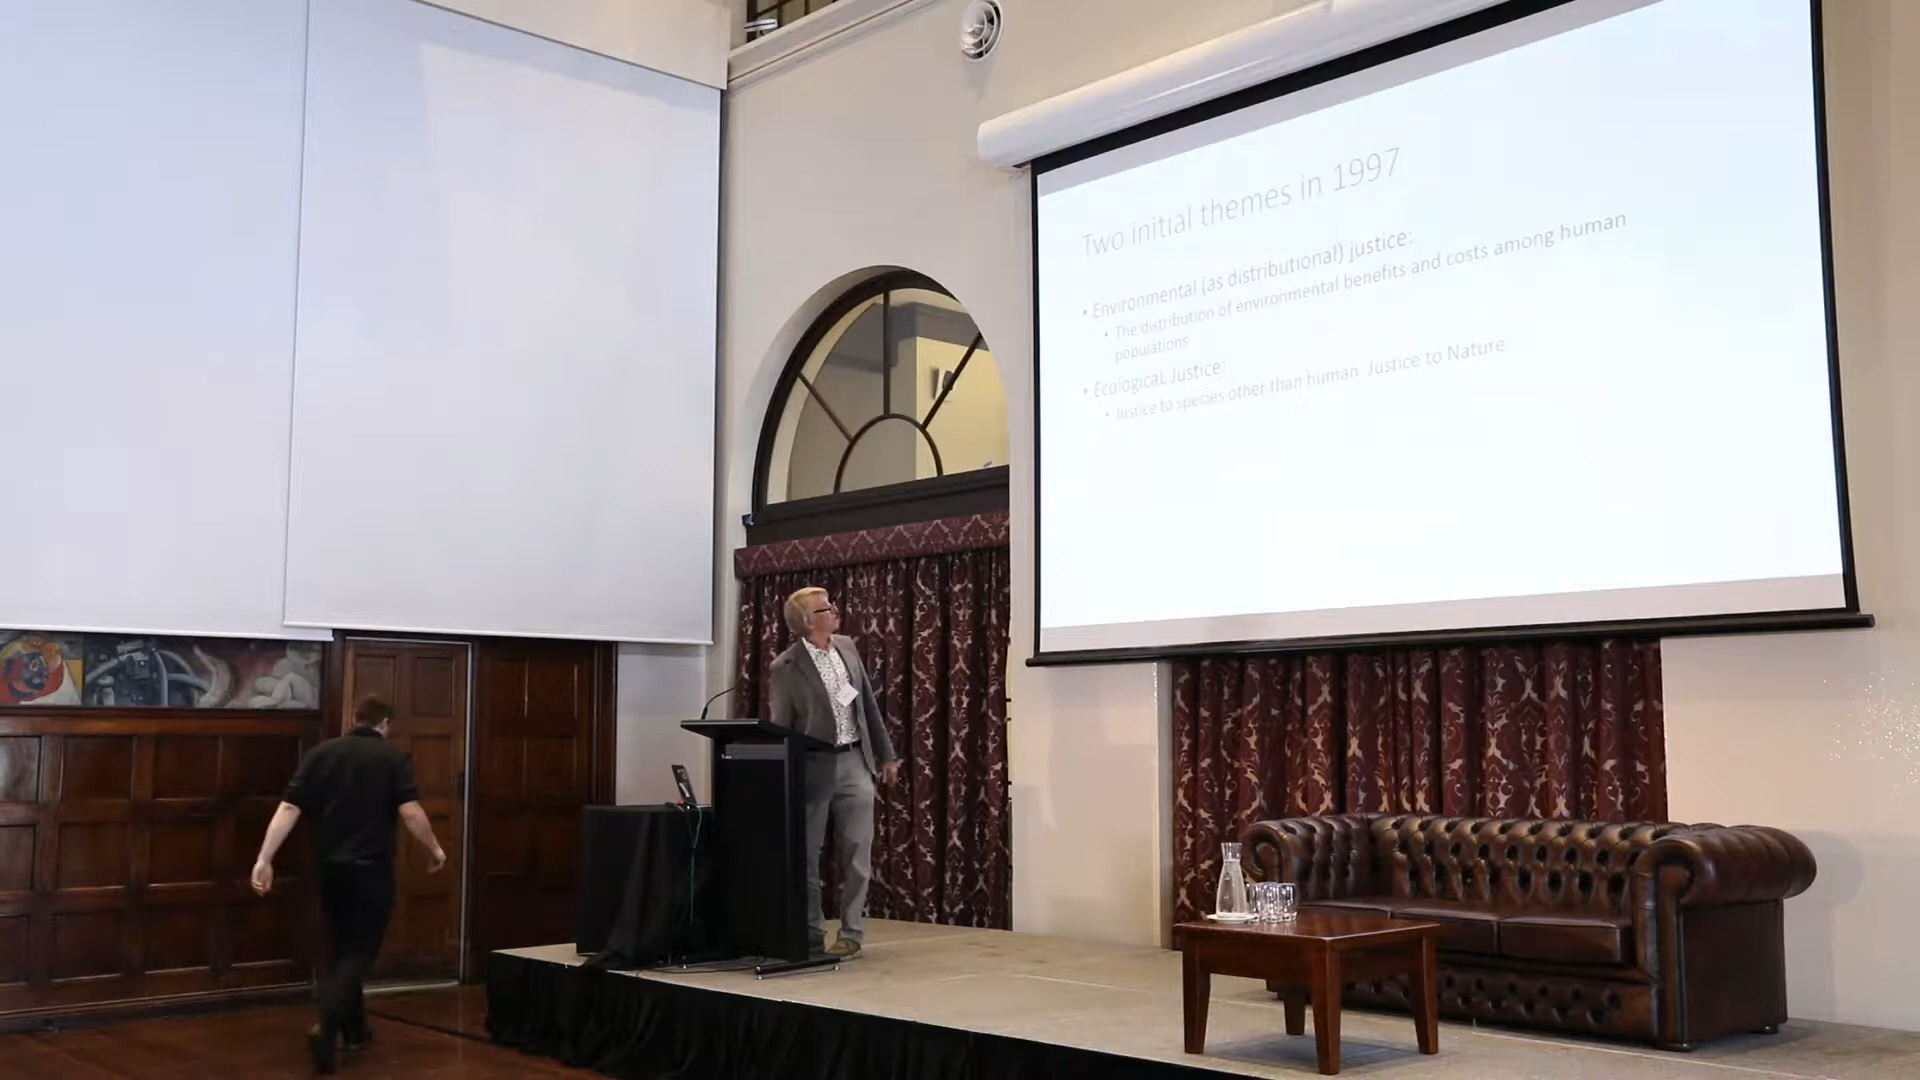 Two initial themes in 1997
• Environmental (as distributional) justice:
• The distribution of environmental benefits and costs among human
populations
• Ecological Justice:
• Justice to species other than human Justice to Nature